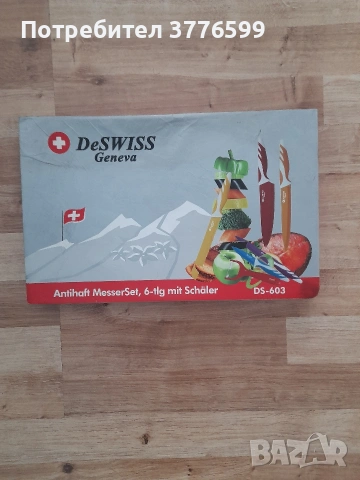 Потребител 3776599
DeSWISS
Geneva
Antihaft MesserSet, 6-tlg mit Schäler DS-603
BAZAR